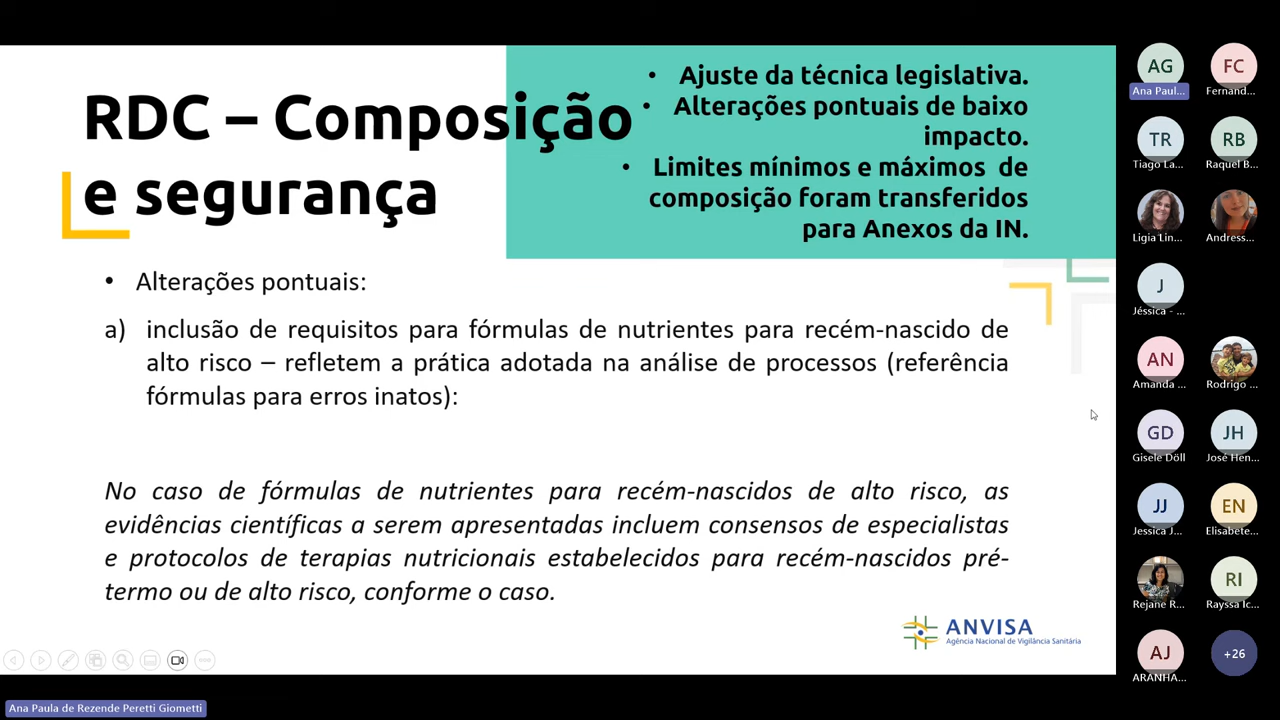 RDC – Composição
e segurança
• Ajuste da técnica legislativa.
• Alterações pontuais de baixo
impacto.
• Limites mínimos e máximos de
composição foram transferidos
para Anexos da IN.
• Alterações pontuais:
a) inclusão de requisitos para fórmulas de nutrientes para recém-nascido de
alto risco – refletem a prática adotada na análise de processos (referência
fórmulas para erros inatos):
No caso de fórmulas de nutrientes para recém-nascidos de alto risco, as
evidências científicas a serem apresentadas incluem consensos de especialistas
e protocolos de terapias nutricionais estabelecidos para recém-nascidos pré-
termo ou de alto risco, conforme o caso.
ANVISA
Agência Nacional de Vigilância Sanitária
AG
Ana Paul...
FC
Fernand...
TR
Tiago La...
RB
Raquel B...
Ligia Lin...
Andress...
J
Jéssica - ...
AN
Amanda ...
Rodrigo ...
GD
Gisele Döll
JH
José Hen...
JJ
Jessica J...
EN
Elisabete...
Rejane R...
RI
Rayssa Ic...
AJ
ARANHA...
+26
Ana Paula de Rezende Peretti Giometti